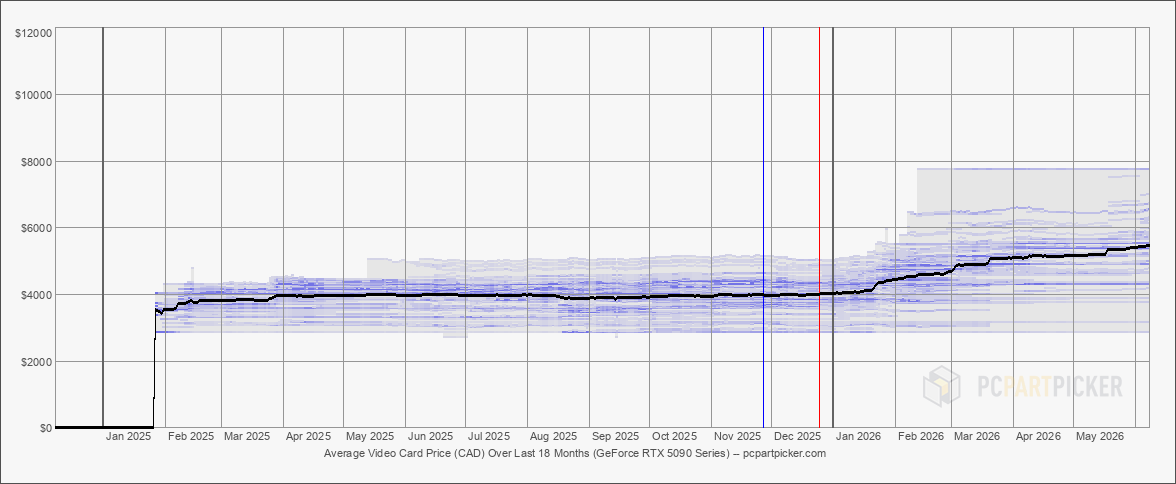 $12000
$10000
$8000
$6000
$4000
$2000
$0
PCPARTPICKER
Jan 2025 Feb 2025 Mar 2025 Apr 2025 May 2025 Jun 2025 Jul 2025 Aug 2025 Sep 2025 Oct 2025 Nov 2025 Dec 2025 Jan 2026 Feb 2026 Mar 2026 Apr 2026 May 2026
Average Video Card Price (CAD) Over Last 18 Months (GeForce RTX 5090 Series) -- pcpartpicker.com